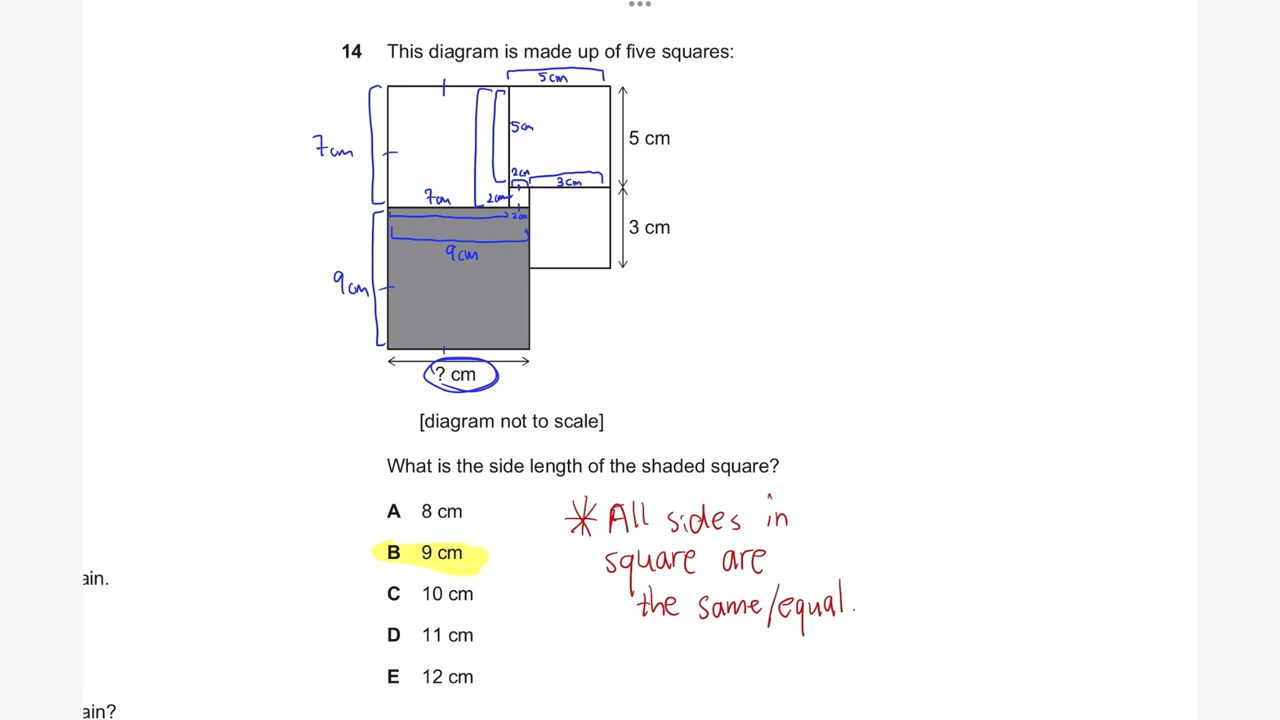 14 This diagram is made up of five squares:
5cm
7cm
5cm
5 cm
2cm
3cm
7cm
2cm
2cm
3 cm
9cm
9cm
? cm
[diagram not to scale]
What is the side length of the shaded square?
A 8 cm
B 9 cm
C 10 cm
D 11 cm
E 12 cm
* All sides in
square are
the same/equal.
ain.
ain?